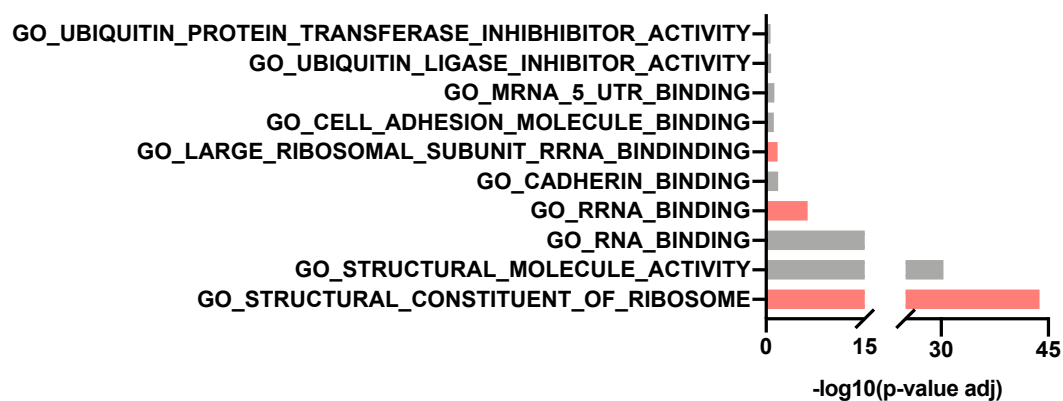 GO_UBIQUITIN_PROTEIN_TRANSFERASE_INHIBHIBITOR_ACTIVITY
GO_UBIQUITIN_LIGASE_INHIBITOR_ACTIVITY
GO_MRNA_5_UTR_BINDING
GO_CELL_ADHESION_MOLECULE_BINDING
GO_LARGE_RIBOSOMAL_SUBUNIT_RRNA_BINDINDING
GO_CADHERIN_BINDING
GO_RRNA_BINDING
GO_RNA_BINDING
GO_STRUCTURAL_MOLECULE_ACTIVITY
GO_STRUCTURAL_CONSTITUENT_OF_RIBOSOME
0 15 30 45
-log10(p-value adj)